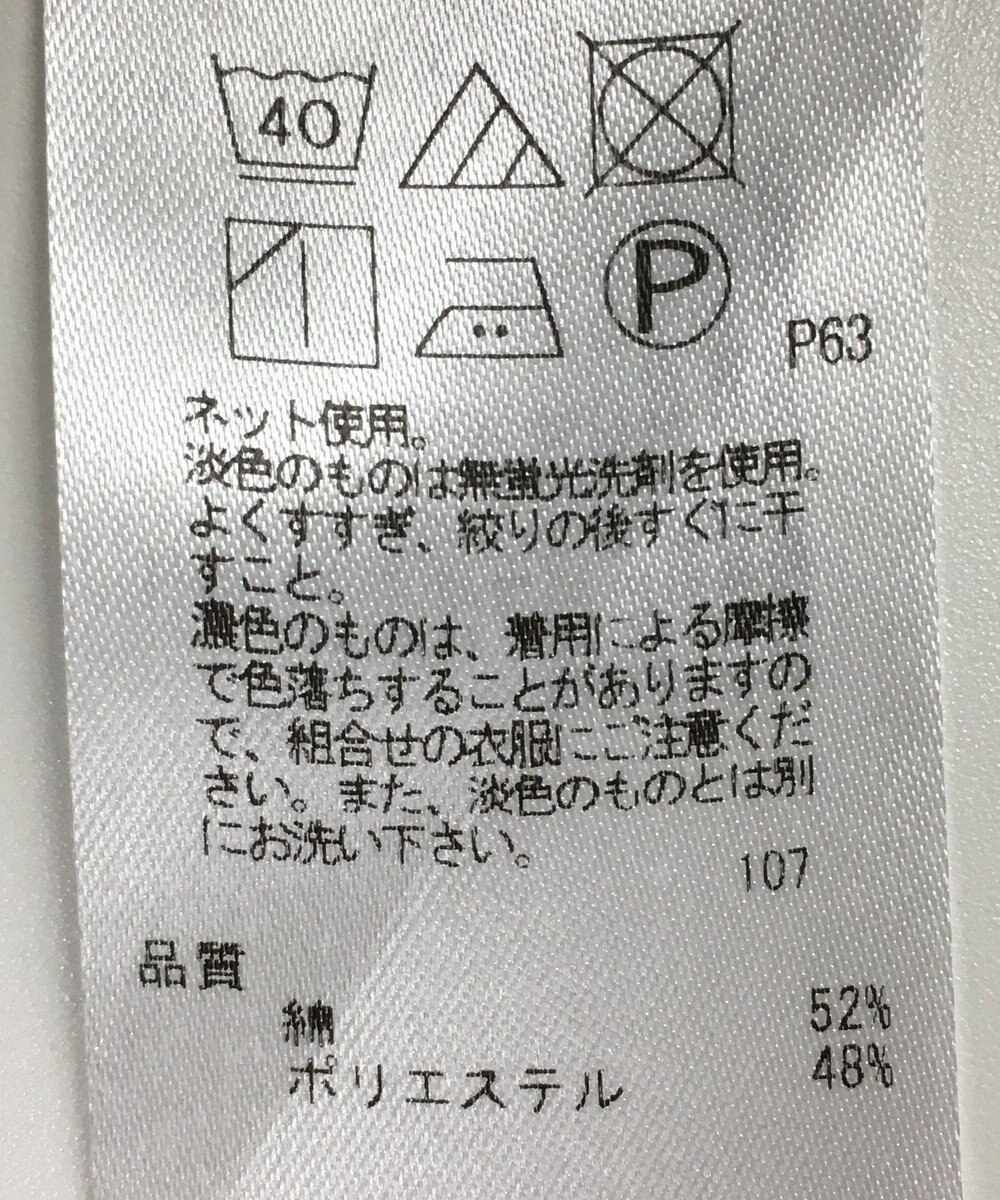 40
P
P63
ネット使用。
淡色のものは無蛍光洗剤を使用。
よくすすぎ、絞りの後すぐに干
すこと。
濃色のものは、着用による摩擦
で色落ちすることがありますの
で、組合せの衣服にご注意くだ
さい。また、淡色のものとは別
にお洗い下さい。
107
品質
綿 52%
ポリエステル 48%